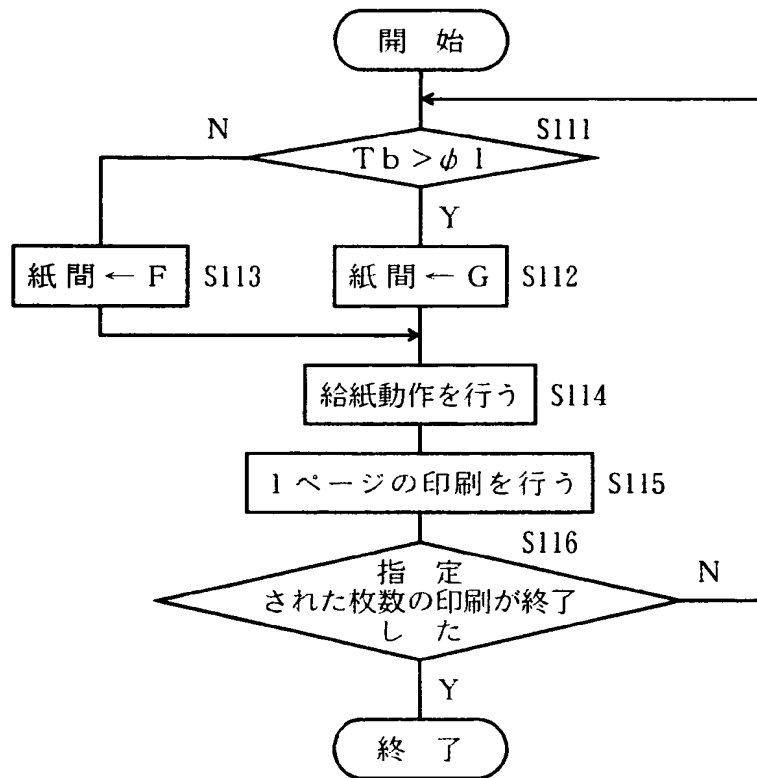 開 始
N
S111
Tb>φ1
Y
紙間←F
S113
紙間←G
S112
給紙動作を行う
S114
1ページの印刷を行う
S115
S116
指 定
された枚数の印刷が終了
し た
N
Y
終 了